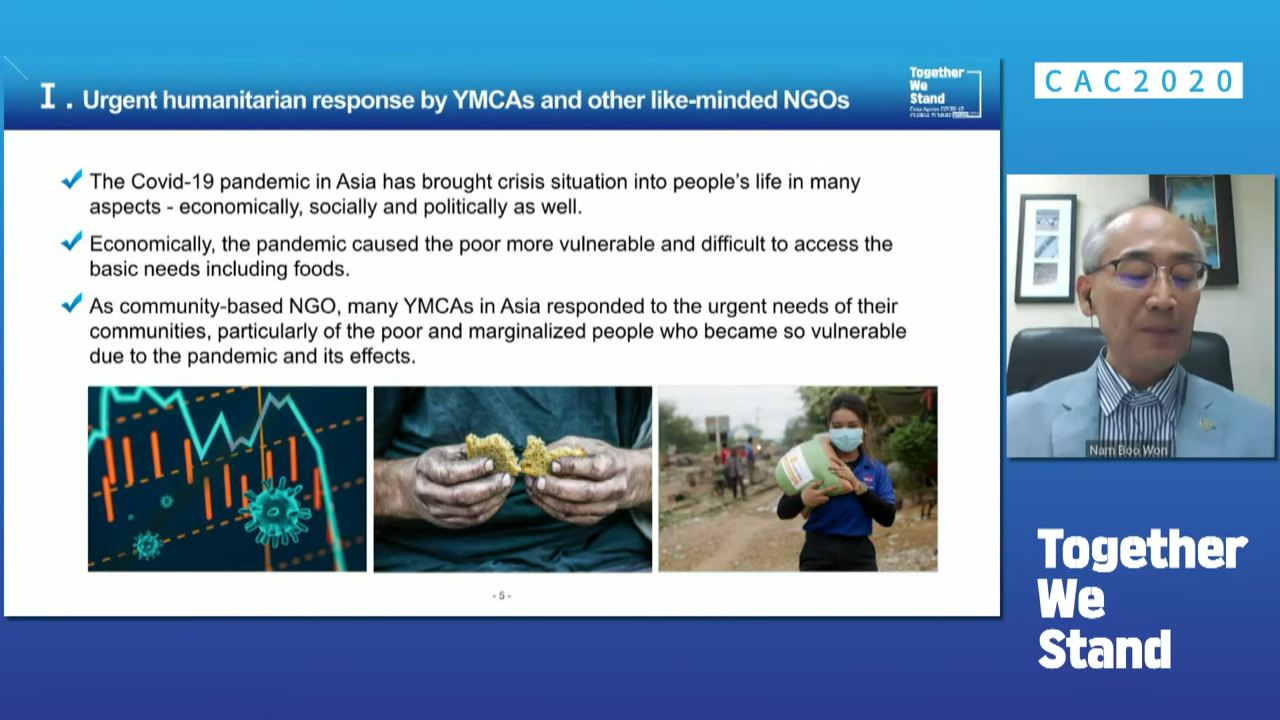 I. Urgent humanitarian response by YMCAs and other like-minded NGOs
Together
We
Stand
The Covid-19 pandemic in Asia has brought crisis situation into people's life in many
aspects - economically, socially and politically as well.
Economically, the pandemic caused the poor more vulnerable and difficult to access the
basic needs including foods.
As community-based NGO, many YMCAs in Asia responded to the urgent needs of their
communities, particularly of the poor and marginalized people who became so vulnerable
due to the pandemic and its effects.
- 5 -
CAC2020
Nam Boo Won
Together
We
Stand